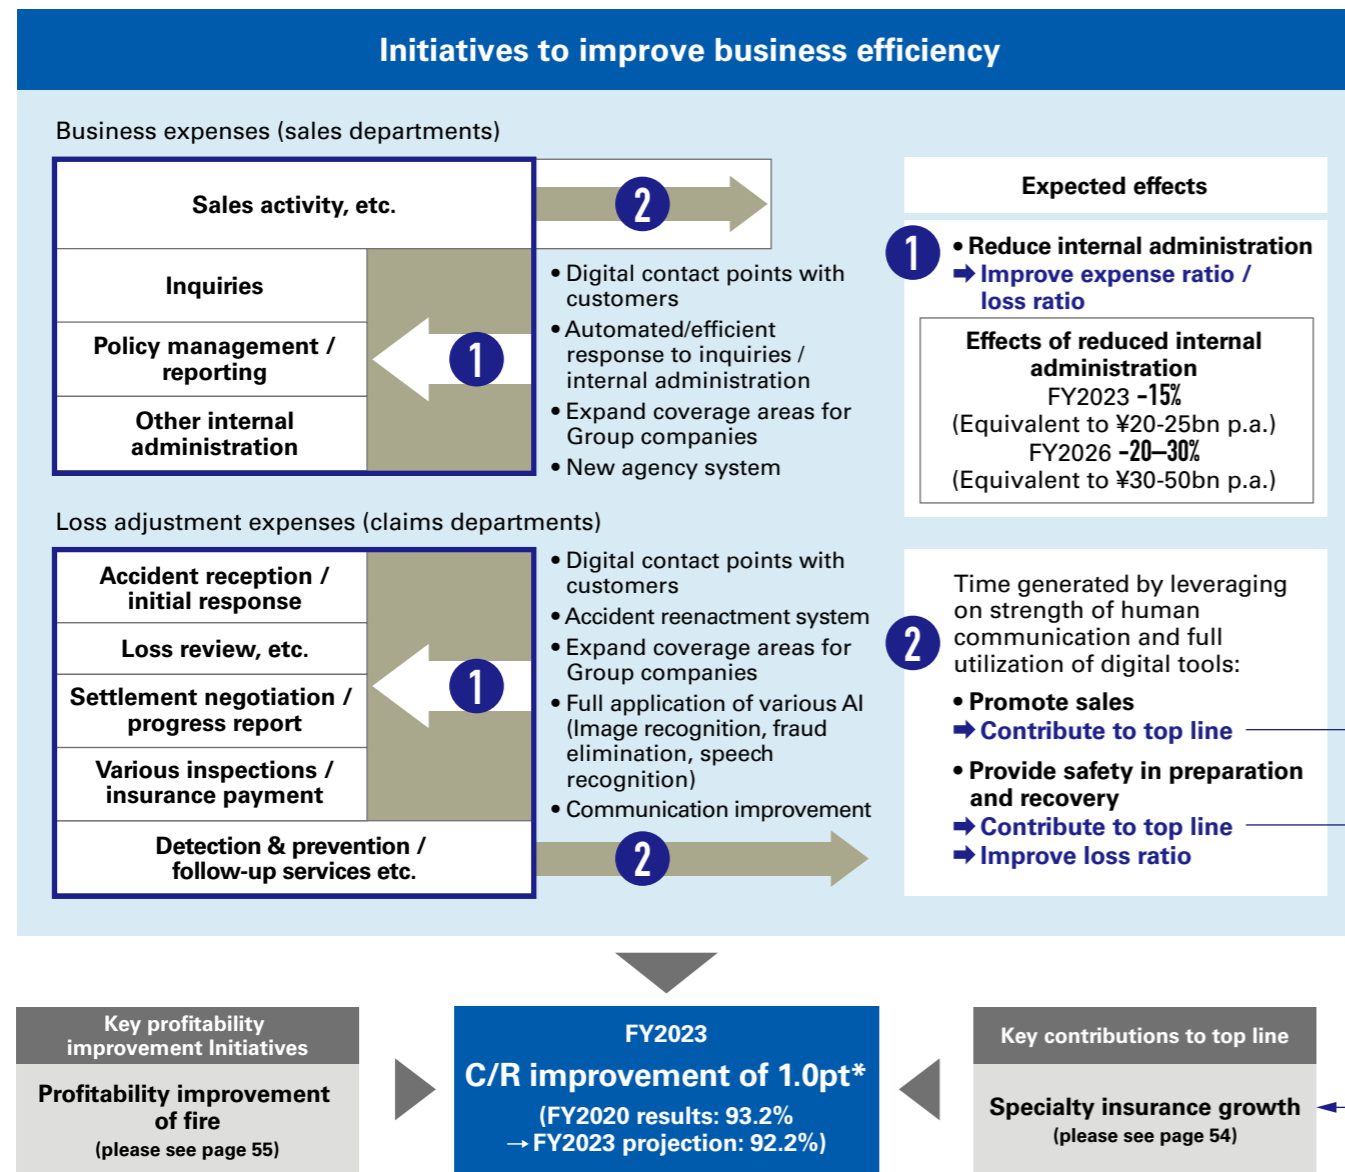 Initiatives to improve business efficiency
Business expenses (sales departments)
Sales activity, etc.
2
Inquiries
Policy management /
reporting
Other internal
administration
1
• Digital contact points with
customers
• Automated/efficient
response to inquiries /
internal administration
• Expand coverage areas for
Group companies
• New agency system
Loss adjustment expenses (claims departments)
Accident reception /
initial response
Loss review, etc.
Settlement negotiation /
progress report
Various inspections /
insurance payment
1
Detection & prevention /
follow-up services etc.
2
• Digital contact points with
customers
• Accident reenactment system
• Expand coverage areas for
Group companies
• Full application of various AI
(Image recognition, fraud
elimination, speech
recognition)
• Communication improvement
Expected effects
1
• Reduce internal administration
➡ Improve expense ratio /
loss ratio
Effects of reduced internal
administration
FY2023 -15%
(Equivalent to ¥20-25bn p.a.)
FY2026 -20–30%
(Equivalent to ¥30-50bn p.a.)
2
Time generated by leveraging
on strength of human
communication and full
utilization of digital tools:
• Promote sales
➡ Contribute to top line
• Provide safety in preparation
and recovery
➡ Contribute to top line
➡ Improve loss ratio
Key profitability
improvement Initiatives
Profitability improvement
of fire
(please see page 55)
FY2023
C/R improvement of 1.0pt*
(FY2020 results: 93.2%
→ FY2023 projection: 92.2%)
Key contributions to top line
Specialty insurance growth
(please see page 54)